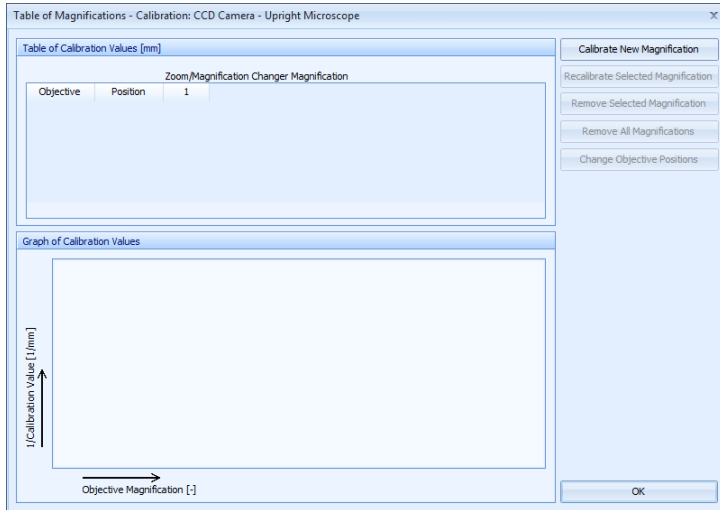 Table of Magnifications - Calibration: CCD Camera - Upright Microscope
x
Table of Calibration Values [mm]
Zoom/Magnification Changer Magnification
Objective Position 1
Calibrate New Magnification
Recalibrate Selected Magnification
Remove Selected Magnification
Remove All Magnifications
Change Objective Positions
Graph of Calibration Values
1/Calibration Value [1/mm]
Objective Magnification [-]
OK